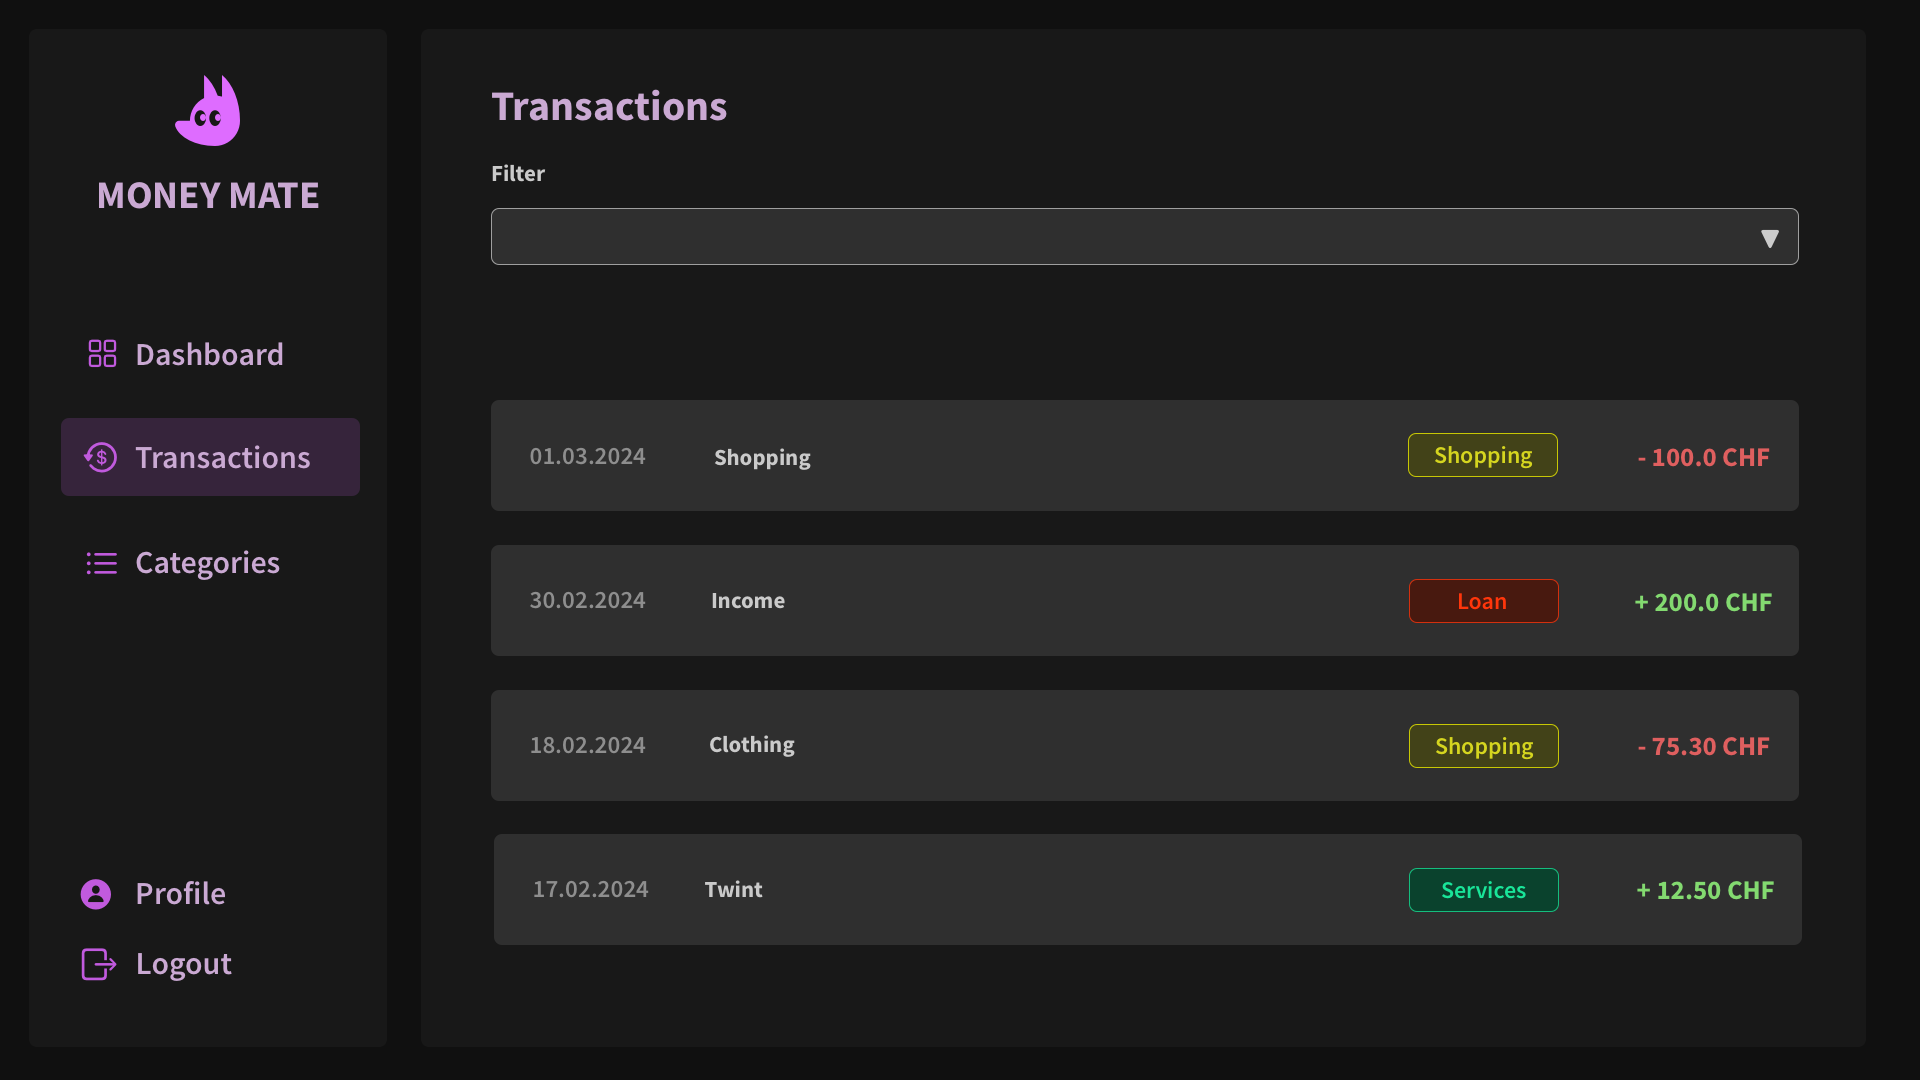 MONEY MATE
Dashboard
Transactions
Categories
Profile
Logout
Transactions
Filter
01.03.2024 Shopping Shopping - 100.0 CHF
30.02.2024 Income Loan + 200.0 CHF
18.02.2024 Clothing Shopping - 75.30 CHF
17.02.2024 Twint Services + 12.50 CHF